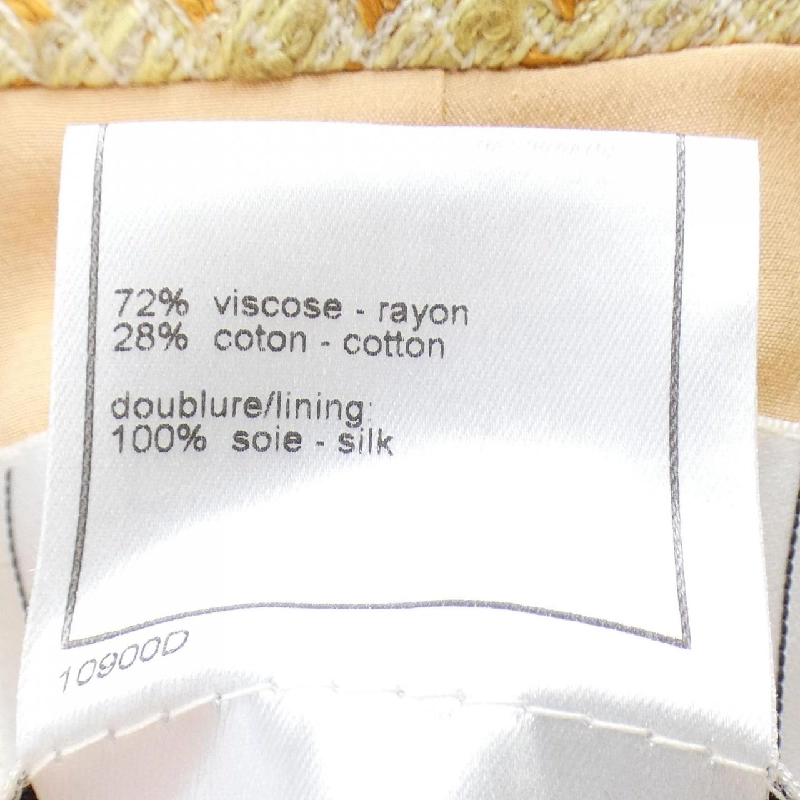 72% viscose - rayon
28% coton - cotton
doublure/lining:
100% soie - silk
10900D